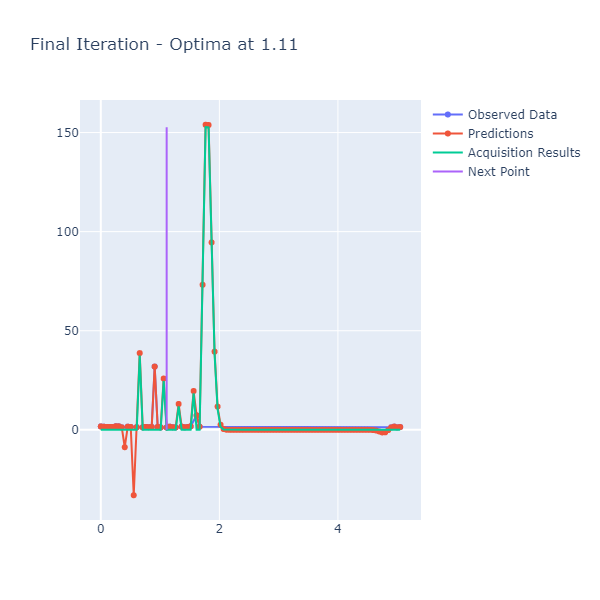 Final Iteration - Optima at 1.11
Observed Data
Predictions
Acquisition Results
Next Point
150
100
50
0
0 2 4